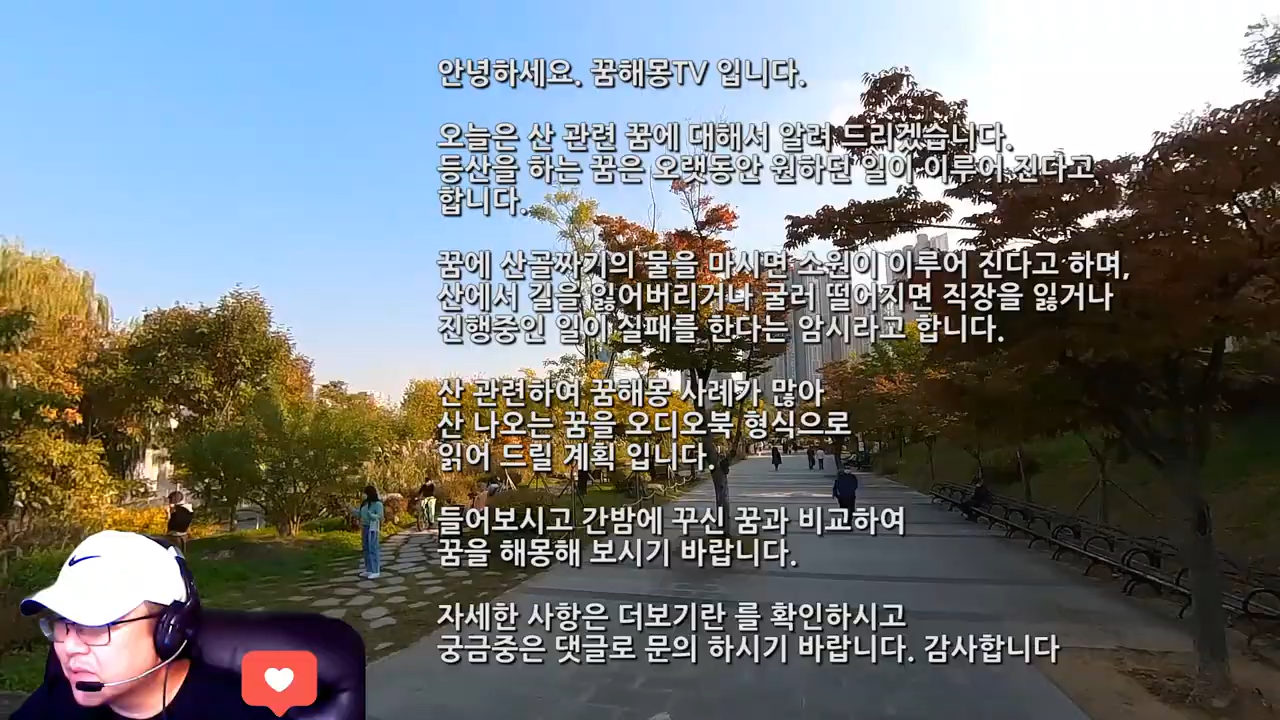 안녕하세요. 꿈해몽TV 입니다.
오늘은 산 관련 꿈에 대해서 알려 드리겠습니다.
등산을 하는 꿈은 오랫동안 원하던 일이 이루어 진다고
합니다.
꿈에 산골짜기의 물을 마시면 소원이 이루어 진다고 하며,
산에서 길을 잃어버리거나 굴러 떨어지면 직장을 잃거나
진행중인 일이 실패를 한다는 암시라고 합니다.
산 관련하여 꿈해몽 사례가 많아
산 나오는 꿈을 오디오북 형식으로
읽어 드릴 계획 입니다.
들어보시고 간밤에 꾸신 꿈과 비교하여
꿈을 해몽해 보시기 바랍니다.
자세한 사항은 더보기란 를 확인하시고
궁금중은 댓글로 문의 하시기 바랍니다. 감사합니다